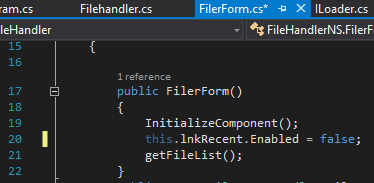 ram.cs Filehandler.cs FilerForm.cs* ILoader.cs
leHandler FileHandlerNS.FilerF
15 {
16
1 reference
17 public FilerForm()
18 {
19 InitializeComponent();
20 this.lnkRecent.Enabled = false;
21 getFileList();
22 }